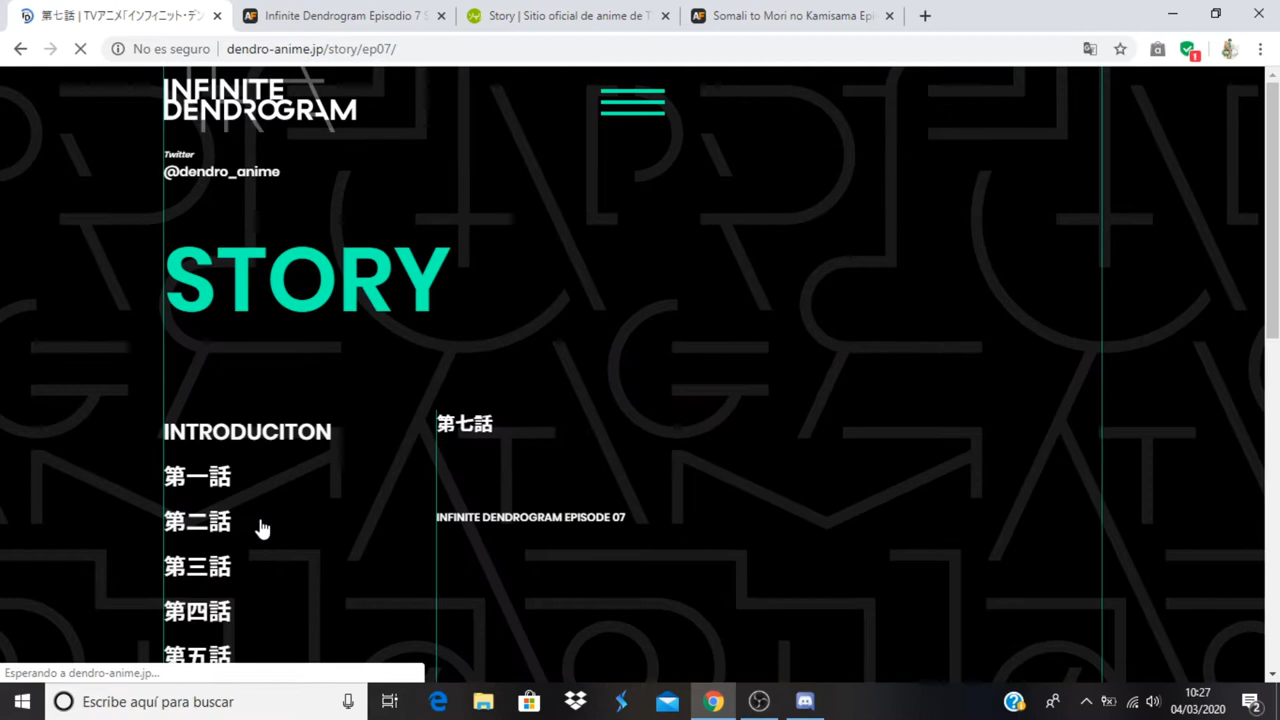 第七話 | TVアニメ「インフィニット・デン
Infinite Dendrogram Episodio 7 S
Story | Sitio oficial de anime de T
Somali to Mori no Kamisama Epi
No es seguro
dendro-anime.jp/story/ep07/
1
INFINITE
DENDROGRAM
Twitter
@dendro_anime
STORY
INTRODUCITON
第七話
第一話
INFINITE DENDROGRAM EPISODE 07
第二話
第三話
第四話
第五話
Esperando a dendro-anime.jp...
Escribe aquí para buscar
10:27
04/03/2020
2